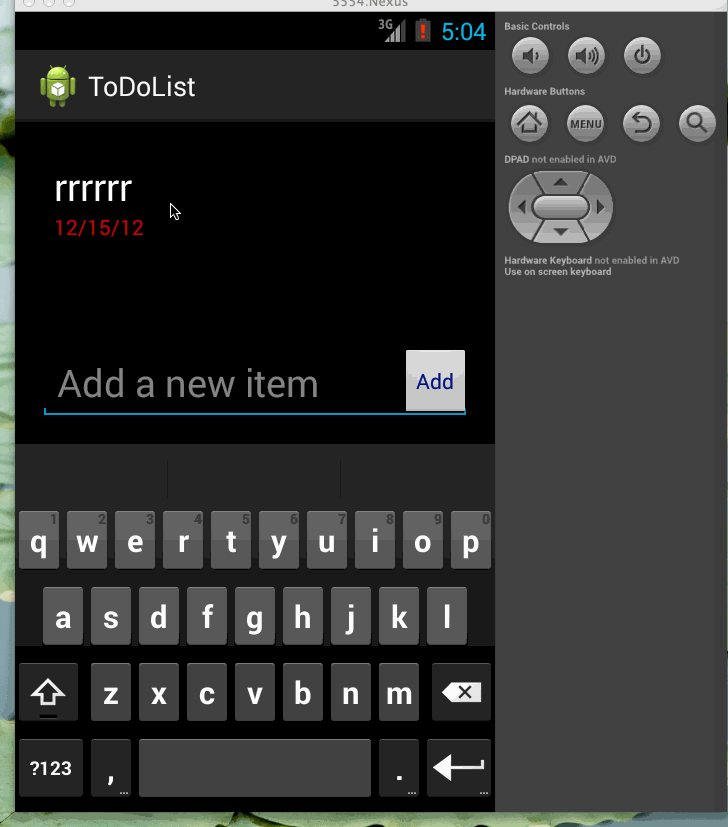 5554:Nexus
3G 5:04
ToDoList
rrrrrr
12/15/12
Add a new item
Add
1 2 3 4 5 6 7 8 9 0
q w e r t y u i o p
a s d f g h j k l
z x c v b n m
?123 , ... . ... ...
Basic Controls
Hardware Buttons
MENU
DPAD not enabled in AVD
Hardware Keyboard not enabled in AVD
Use on screen keyboard